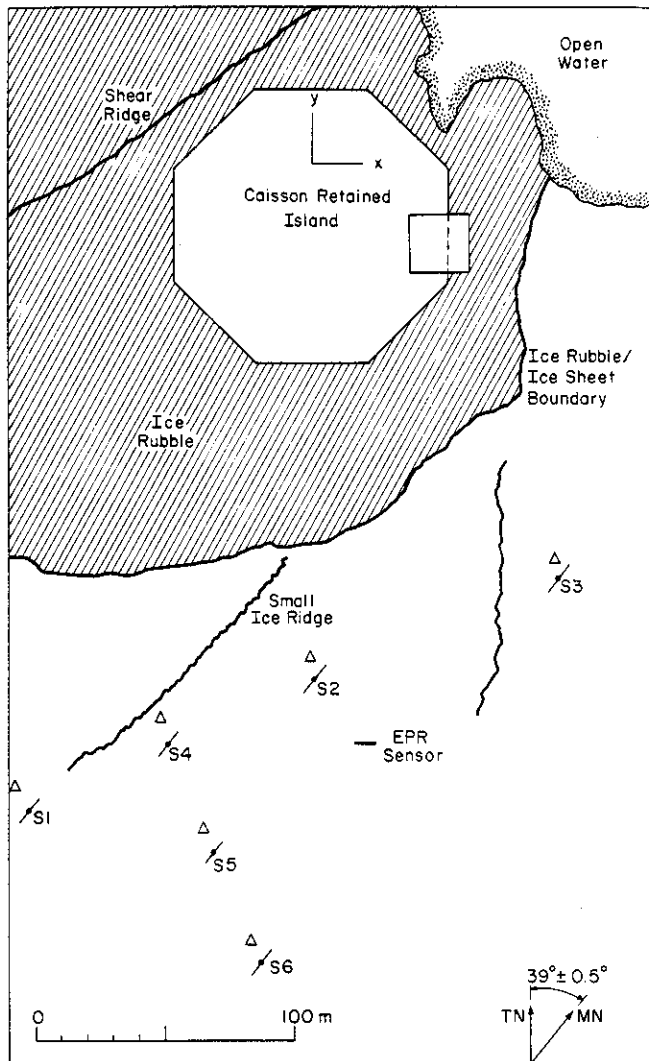 Open
Water
Shear
Ridge
y
x
Caisson Retained
Island
Ice Rubble/
Ice Sheet
Boundary
Ice
Rubble
S3
Small
Ice Ridge
S2
EPR
Sensor
S4
S1
S5
S6
39° ± 0.5°
TN
MN
0
100 m